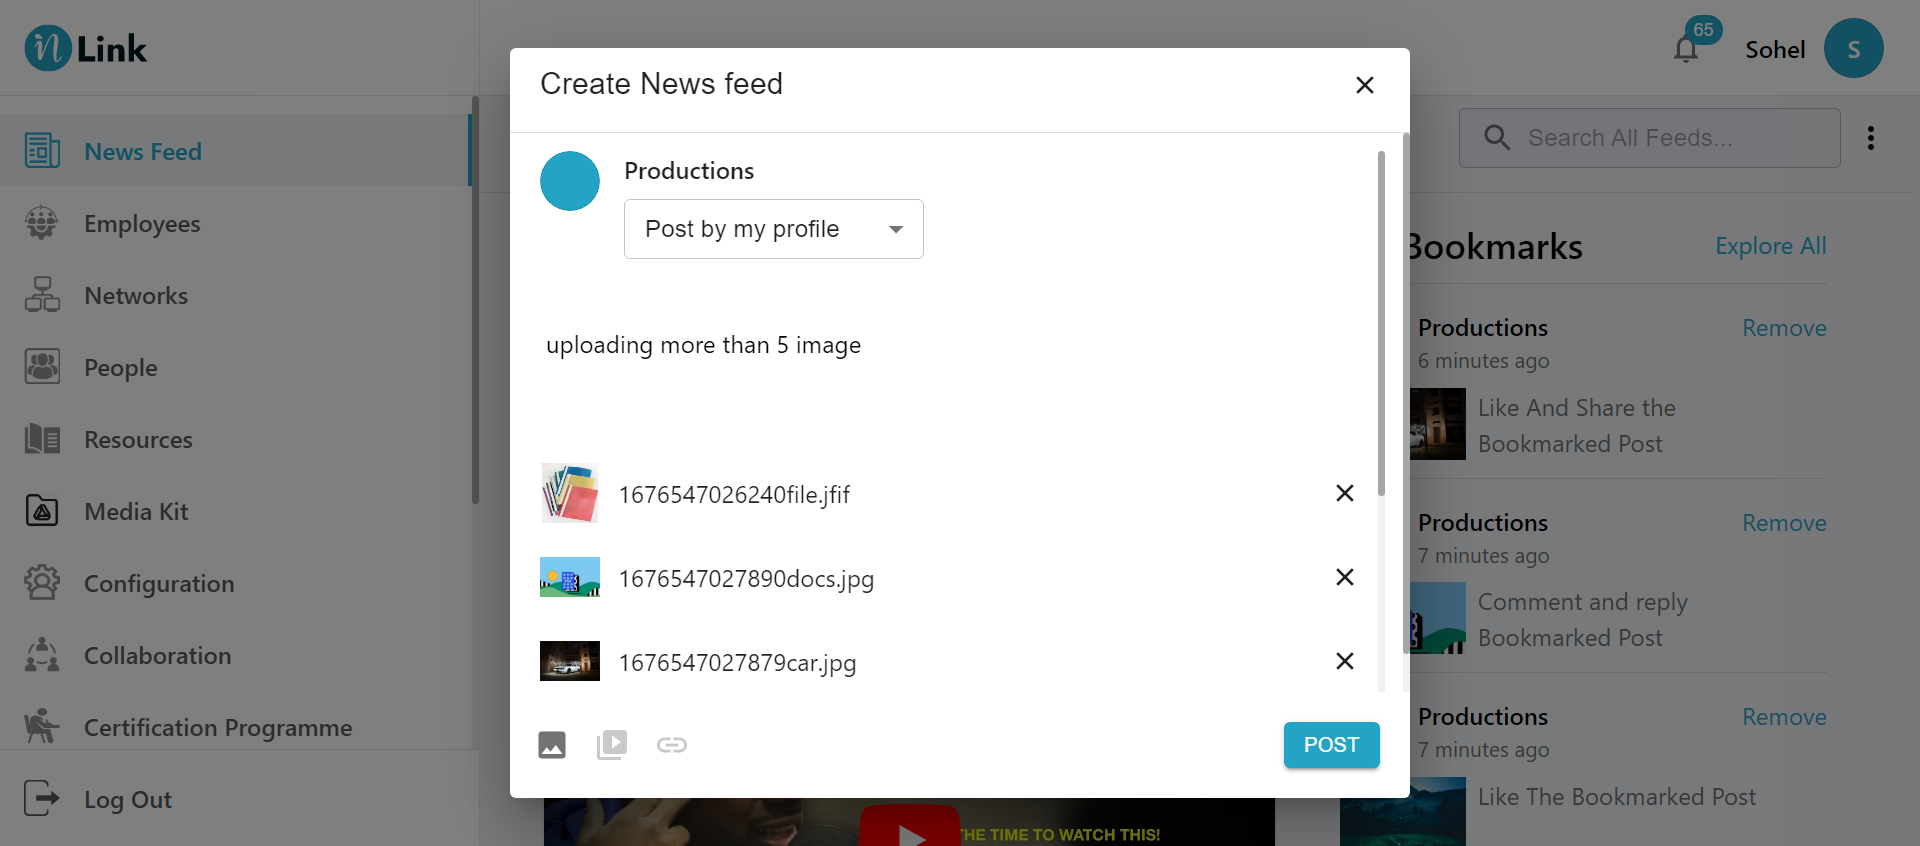 n Link
65
Sohel
S
News Feed
Employees
Networks
People
Resources
Media Kit
Configuration
Collaboration
Certification Programme
Log Out
Create News feed
Productions
Post by my profile
uploading more than 5 image
1676547026240file.jfif
1676547027890docs.jpg
1676547027879car.jpg
POST
THE TIME TO WATCH THIS!
Search All Feeds...
Bookmarks
Explore All
Productions
Remove
6 minutes ago
Like And Share the
Bookmarked Post
Productions
Remove
7 minutes ago
Comment and reply
Bookmarked Post
Productions
Remove
7 minutes ago
Like The Bookmarked Post